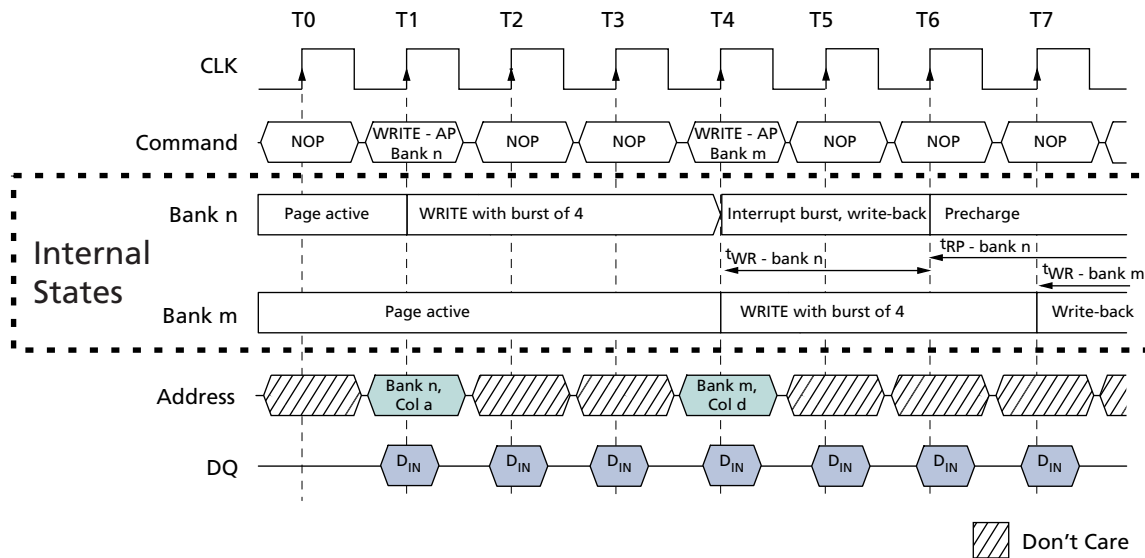 T0 T1 T2 T3 T4 T5 T6 T7
CLK
Command NOP WRITE - AP Bank n NOP NOP WRITE - AP Bank m NOP NOP NOP
Internal States
Bank n Page active WRITE with burst of 4 Interrupt burst, write-back Precharge
tWR - bank n tRP - bank n
tWR - bank m
Bank m Page active WRITE with burst of 4 Write-back
Address Bank n, Col a Bank m, Col d
DQ DIN DIN DIN DIN DIN DIN DIN
Don't Care